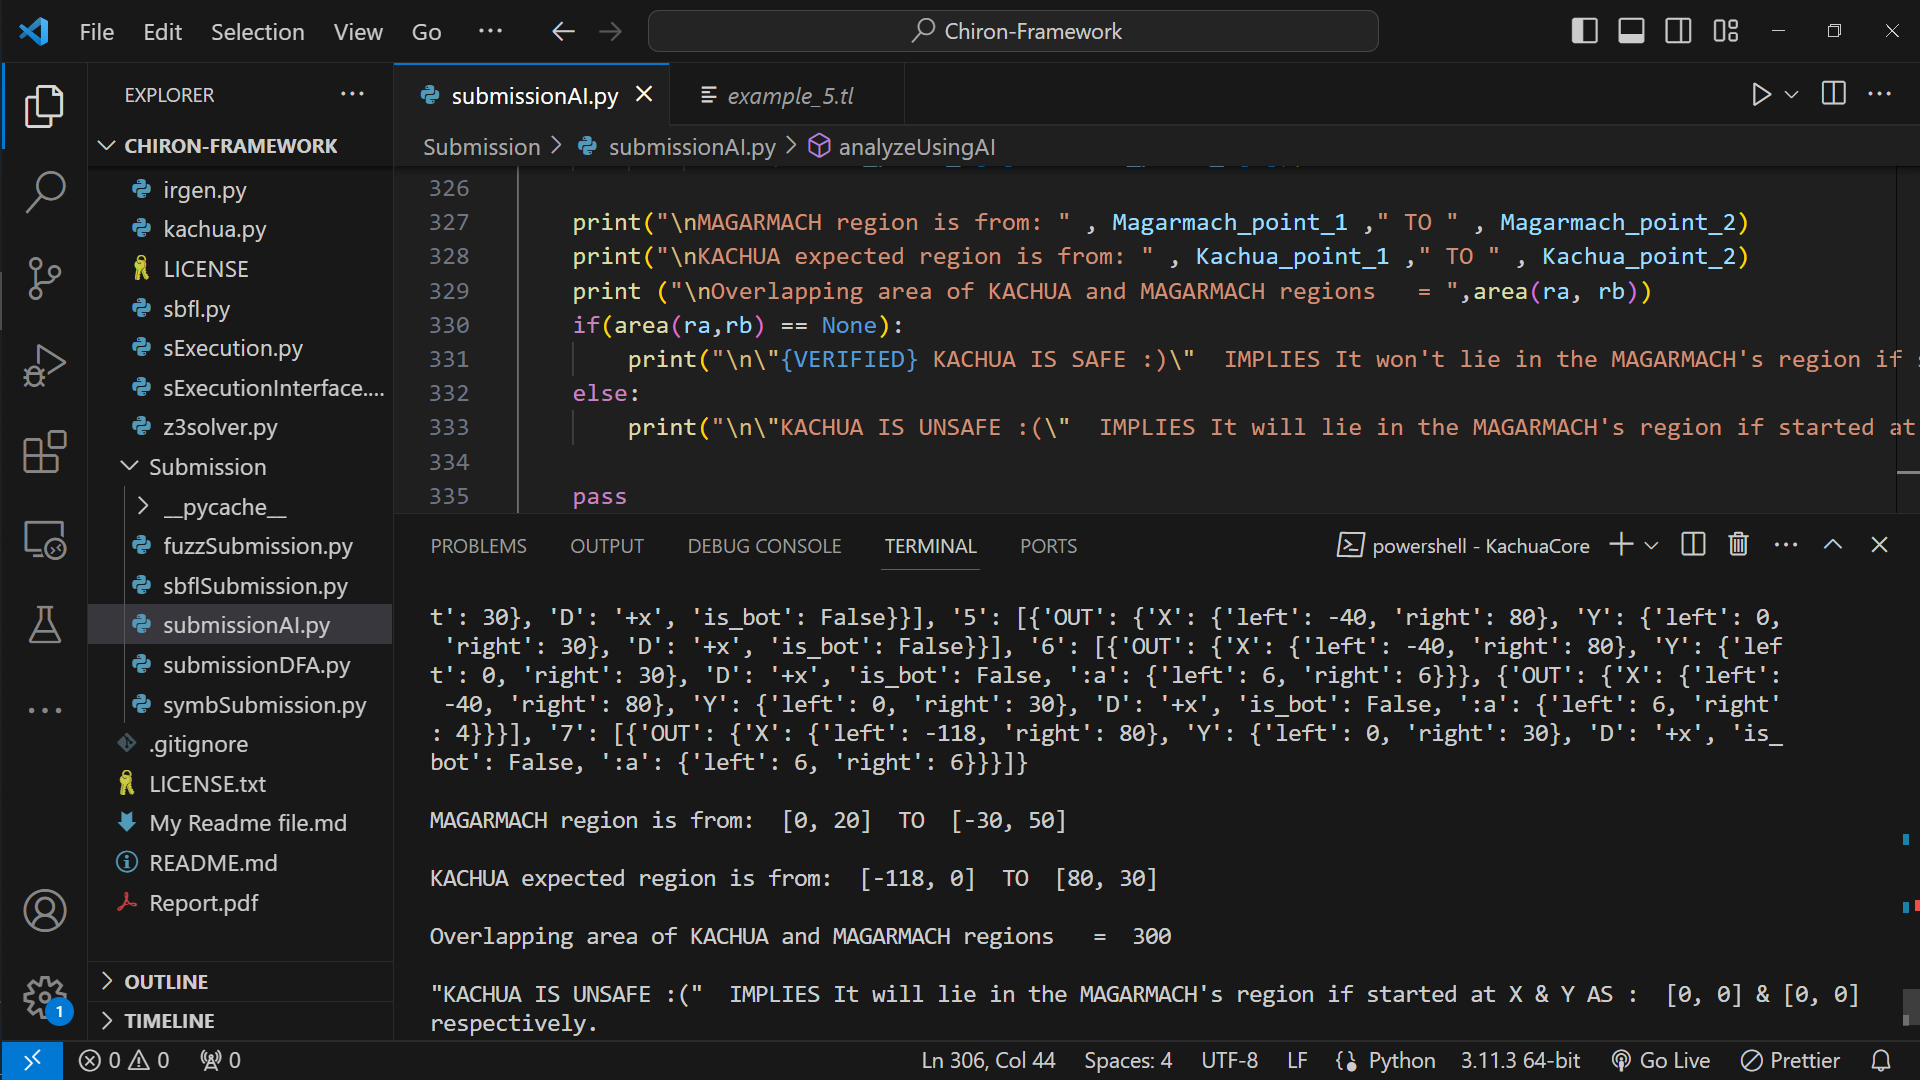 File Edit Selection View Go ··· Chiron-Framework
EXPLORER ···
CHIRON-FRAMEWORK
irgen.py
kachua.py
LICENSE
sbfl.py
sExecution.py
sExecutionInterface....
z3solver.py
Submission
__pycache__
fuzzSubmission.py
sbflSubmission.py
submissionAI.py
submissionDFA.py
symbSubmission.py
.gitignore
LICENSE.txt
My Readme file.md
README.md
Report.pdf
OUTLINE
TIMELINE
1
submissionAI.py example_5.tl
Submission > submissionAI.py > analyzeUsingAI
326
327 print("\nMAGARMACH region is from: " , Magarmach_point_1 ," TO " , Magarmach_point_2)
328 print("\nKACHUA expected region is from: " , Kachua_point_1 ," TO " , Kachua_point_2)
329 print ("\nOverlapping area of KACHUA and MAGARMACH regions   = ",area(ra, rb))
330 if(area(ra,rb) == None):
331 print("\n\"{VERIFIED} KACHUA IS SAFE :)\"  IMPLIES It won't lie in the MAGARMACH's region if
332 else:
333 print("\n\"KACHUA IS UNSAFE :(\"  IMPLIES It will lie in the MAGARMACH's region if started at
334
335 pass
PROBLEMS OUTPUT DEBUG CONSOLE TERMINAL PORTS powershell - KachuaCore
t': 30}, 'D': '+x', 'is_bot': False}}], '5': [{'OUT': {'X': {'left': -40, 'right': 80}, 'Y': {'left': 0,
'right': 30}, 'D': '+x', 'is_bot': False}}], '6': [{'OUT': {'X': {'left': -40, 'right': 80}, 'Y': {'lef
t': 0, 'right': 30}, 'D': '+x', 'is_bot': False, ':a': {'left': 6, 'right': 6}}}, {'OUT': {'X': {'left':
-40, 'right': 80}, 'Y': {'left': 0, 'right': 30}, 'D': '+x', 'is_bot': False, ':a': {'left': 6, 'right'
: 4}}}], '7': [{'OUT': {'X': {'left': -118, 'right': 80}, 'Y': {'left': 0, 'right': 30}, 'D': '+x', 'is_
bot': False, ':a': {'left': 6, 'right': 6}}}]}
MAGARMACH region is from:  [0, 20]  TO  [-30, 50]
KACHUA expected region is from:  [-118, 0]  TO  [80, 30]
Overlapping area of KACHUA and MAGARMACH regions   =  300
"KACHUA IS UNSAFE :("  IMPLIES It will lie in the MAGARMACH's region if started at X & Y AS :  [0, 0] & [0, 0]
respectively.
0 0 0 Ln 306, Col 44 Spaces: 4 UTF-8 LF Python 3.11.3 64-bit Go Live Prettier